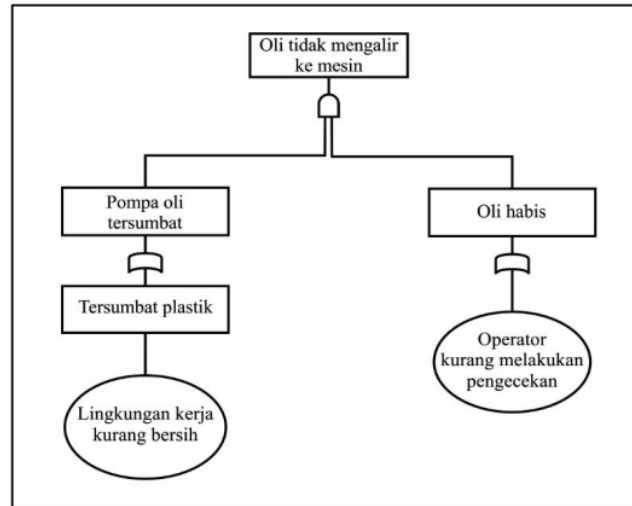 Oli tidak mengalir
ke mesin
Pompa oli
tersumbat
Oli habis
Tersumbat plastik
Operator
kurang melakukan
pengecekan
Lingkungan kerja
kurang bersih